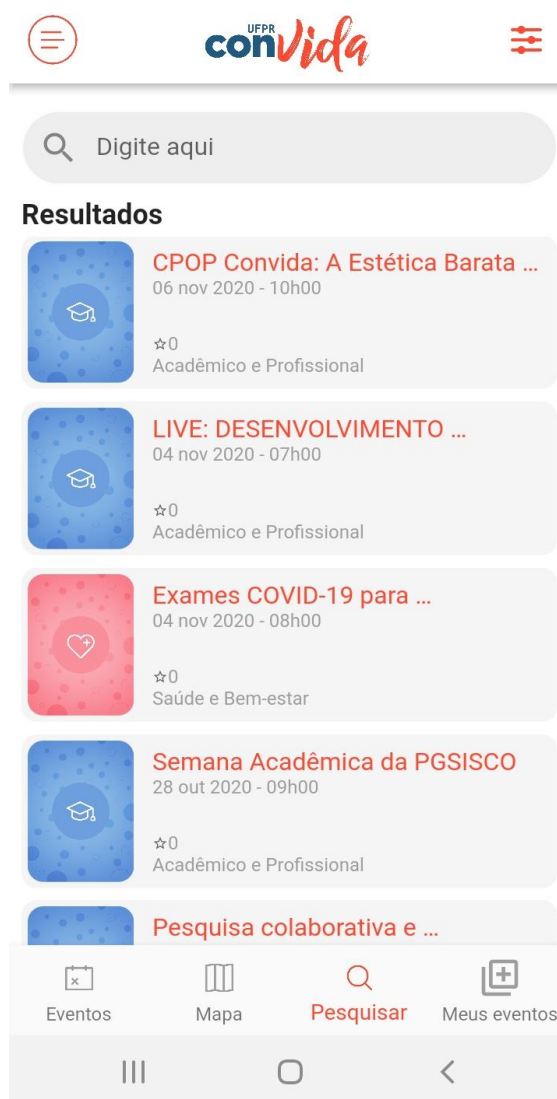 UFPR
conVida
Digite aqui
Resultados
CPOP Convida: A Estética Barata ...
06 nov 2020 - 10h00
☆0
Acadêmico e Profissional
LIVE: DESENVOLVIMENTO ...
04 nov 2020 - 07h00
☆0
Acadêmico e Profissional
Exames COVID-19 para ...
04 nov 2020 - 08h00
☆0
Saúde e Bem-estar
Semana Acadêmica da PGSISCO
28 out 2020 - 09h00
☆0
Acadêmico e Profissional
Pesquisa colaborativa e ...
Eventos Mapa Pesquisar Meus eventos